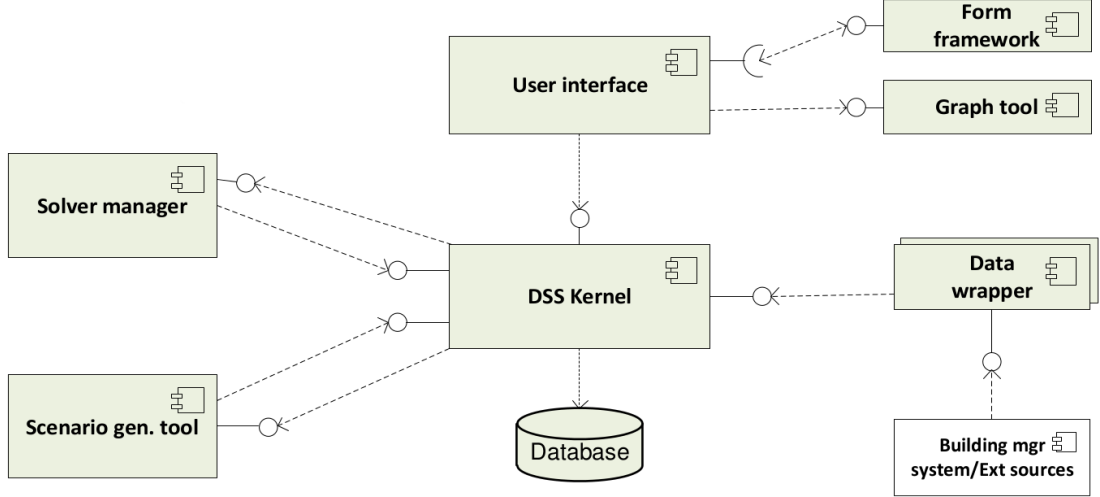 Form
framework
User interface
Graph tool
Solver manager
DSS Kernel
Data
wrapper
Scenario gen. tool
Database
Building mgr
system/Ext sources